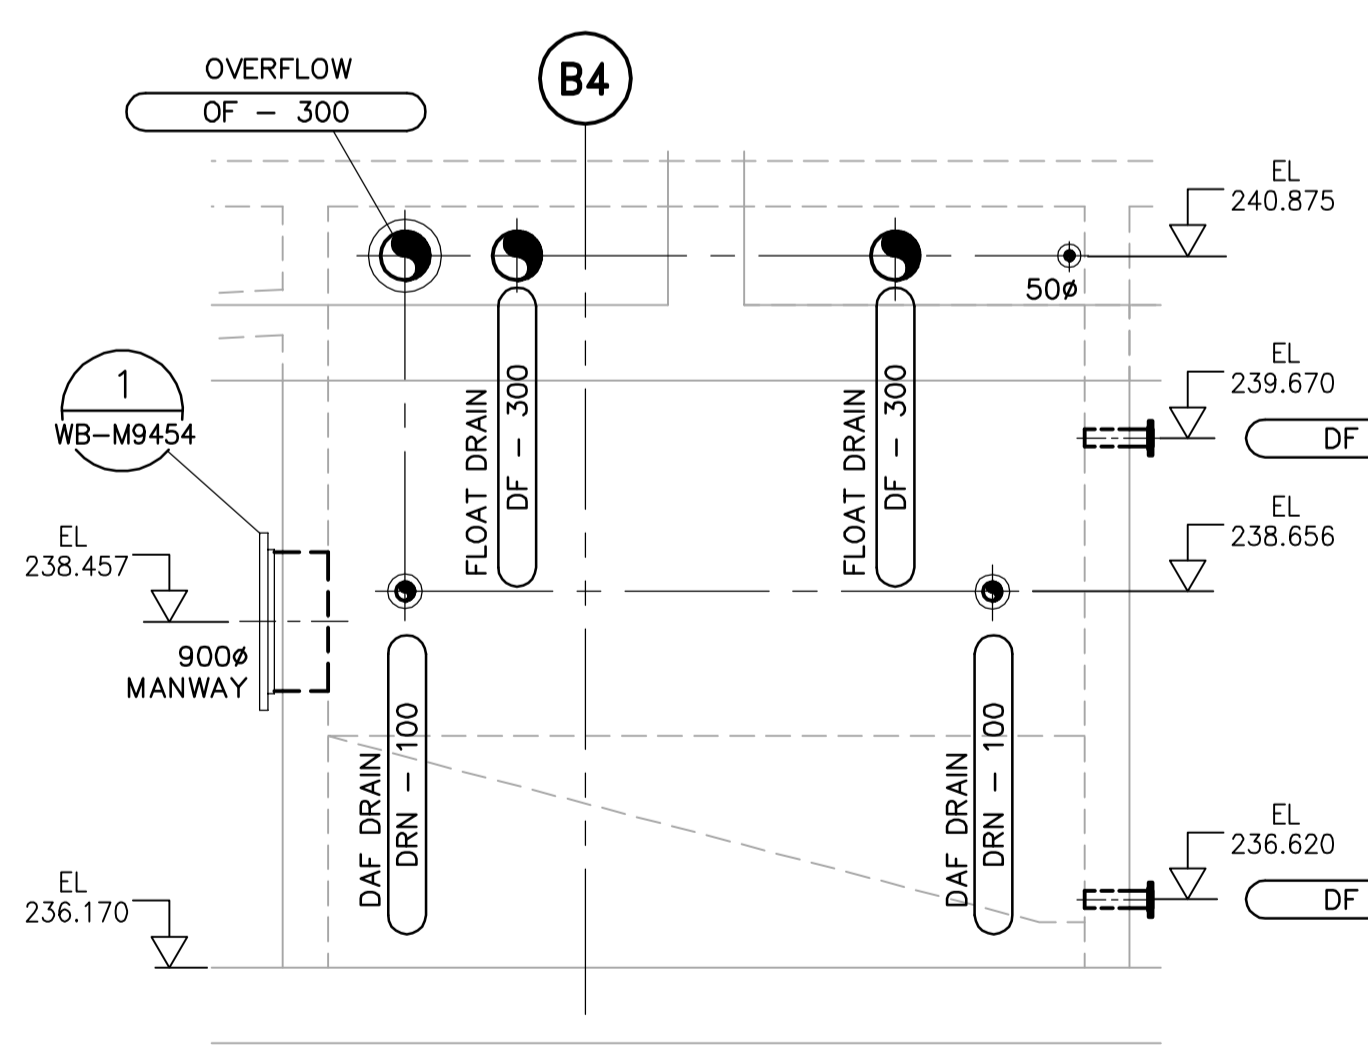 OVERFLOW
OF - 300
B4
EL
240.875
50ø
EL
239.670
DF
1
WB-M9454
FLOAT DRAIN
DF - 300
FLOAT DRAIN
DF - 300
EL
238.656
EL
238.457
900ø
MANWAY
DAF DRAIN
DRN - 100
DAF DRAIN
DRN - 100
EL
236.620
DF
EL
236.170